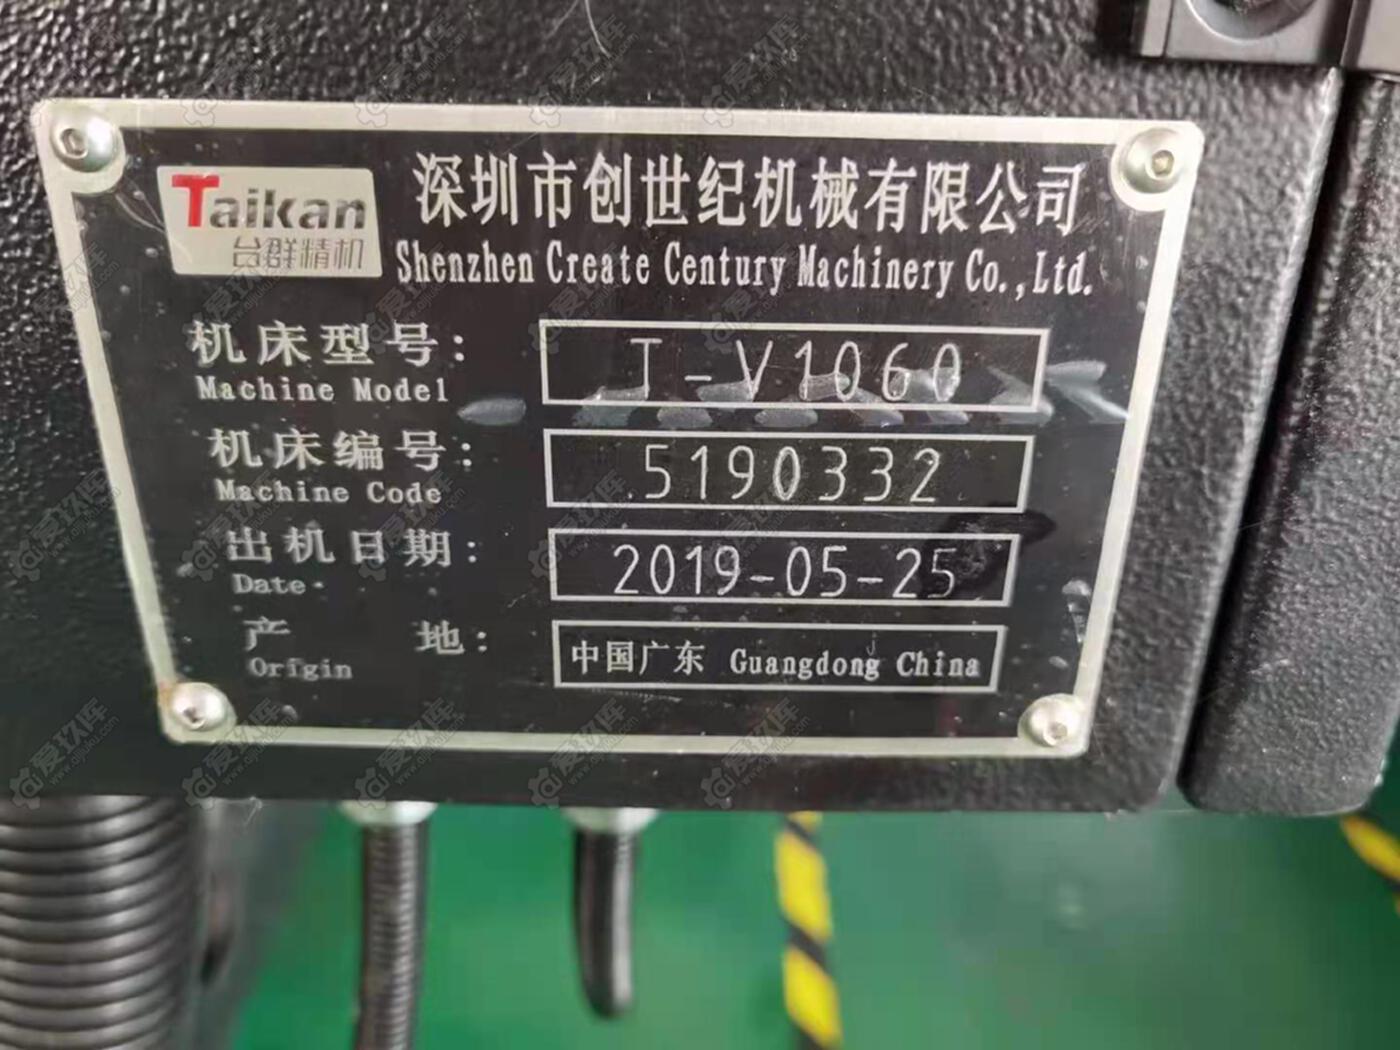 Taikan
台群精机
深圳市创世纪机械有限公司
Shenzhen Create Century Machinery Co.,Ltd.
机床型号: T-V1060
Machine Model
机床编号: 5190332
Machine Code
出机日期: 2019-05-25
Date
产 地: 中国广东 Guangdong China
Origin